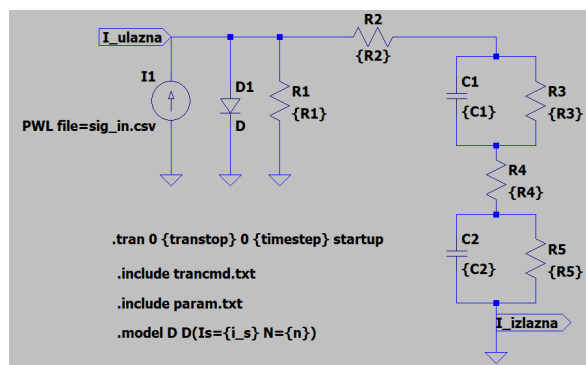 I_ulazna
R2
{R2}
I1
PWL file=sig_in.csv
D1
D
R1
{R1}
C1
{C1}
R3
{R3}
R4
{R4}
C2
{C2}
R5
{R5}
I_izlazna
.tran 0 {transtop} 0 {timestep} startup
.include trancmd.txt
.include param.txt
.model D D(Is={i_s} N={n})